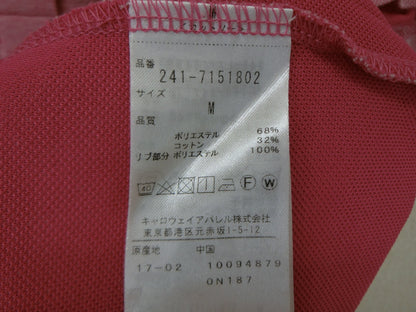 品番
241-7151802
サイズ
M
品質
ポリエステル 68%
コットン 32%
リブ部分 ポリエステル 100%
40 F W
キャロウェイアパレル株式会社
東京都港区元赤坂1-5-12
原産地 中国
17-02 10094879
0N187